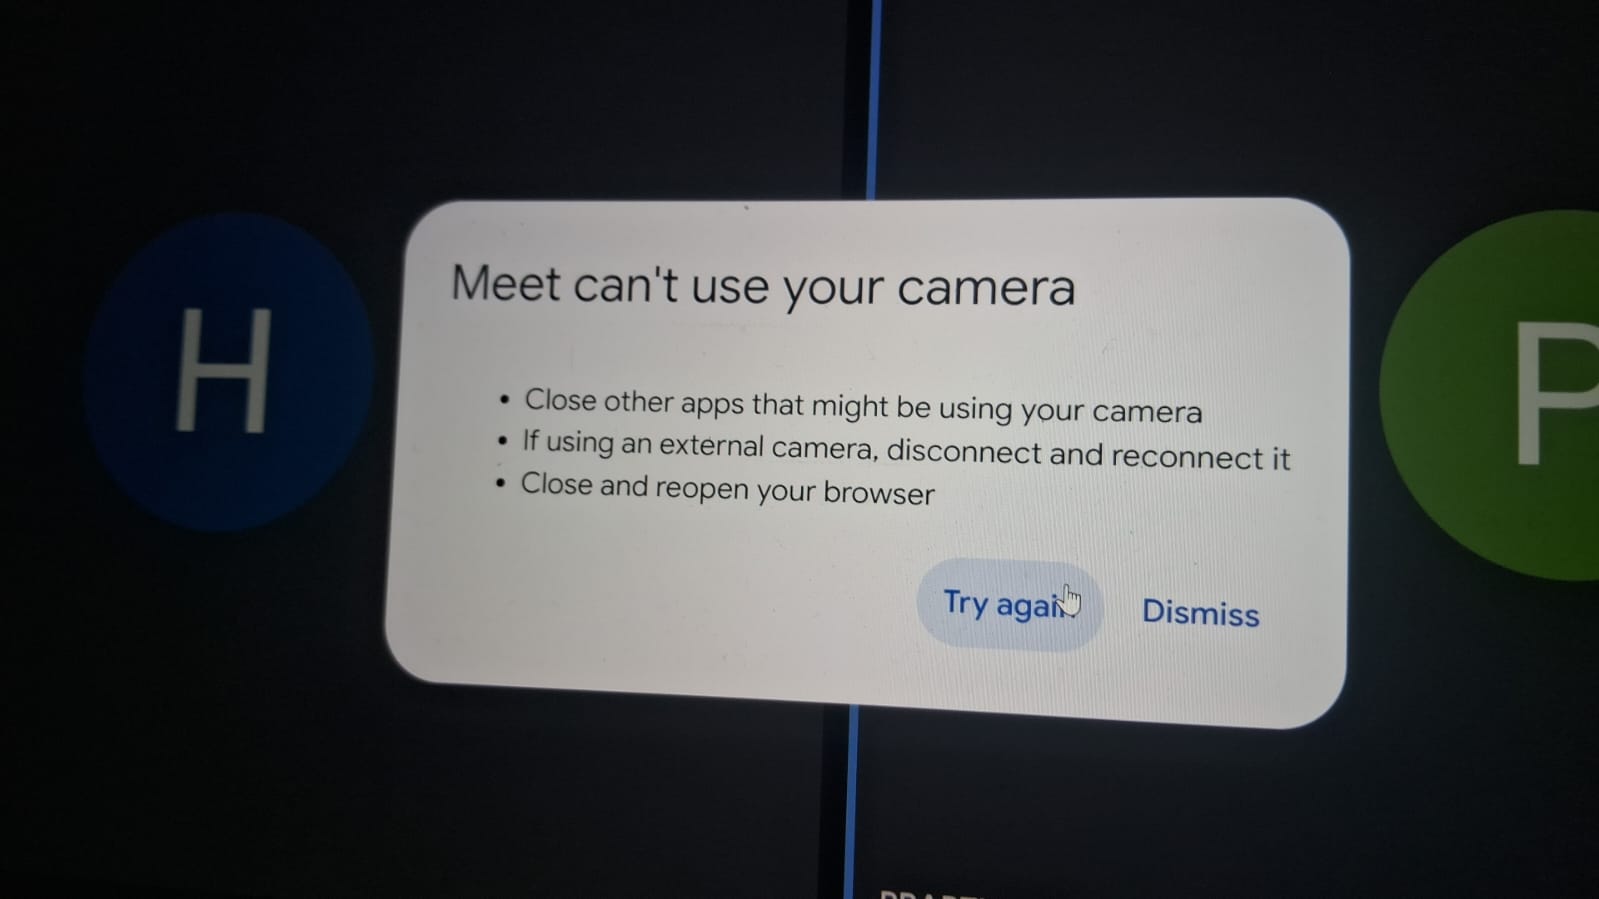 Meet can't use your camera
H
P
• Close other apps that might be using your camera
• If using an external camera, disconnect and reconnect it
• Close and reopen your browser
Try again
Dismiss